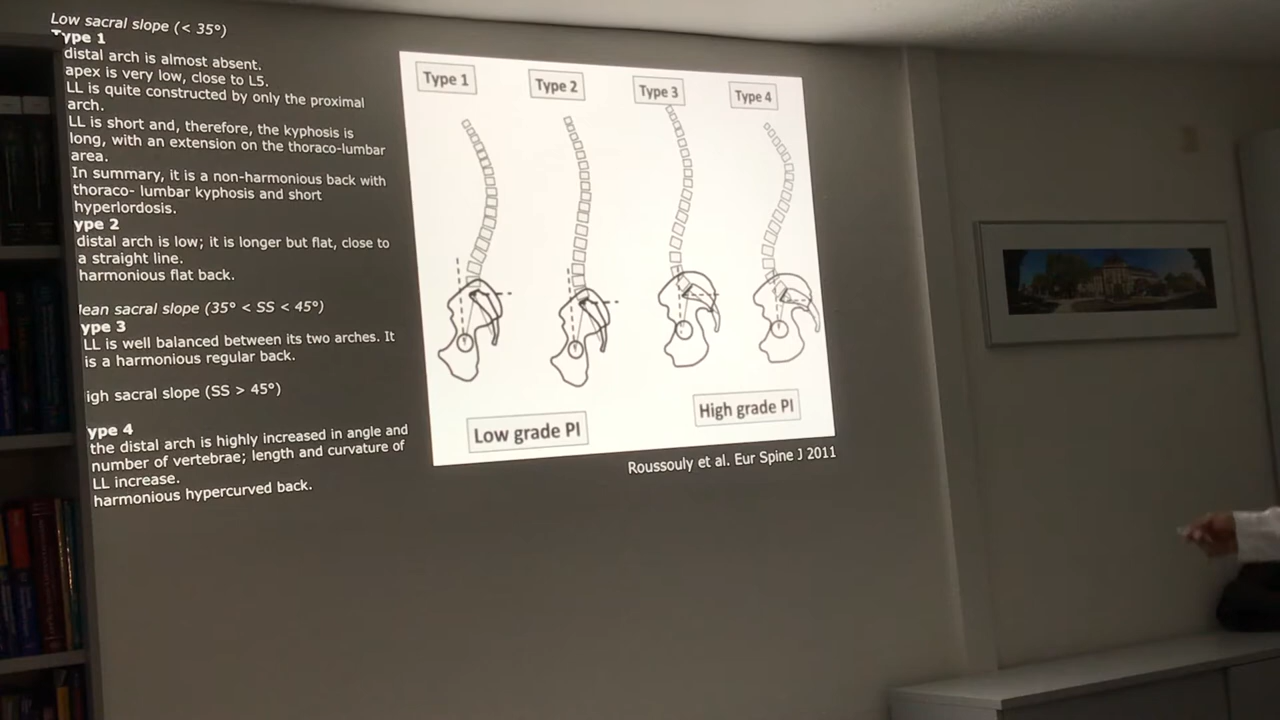 Low sacral slope (< 35°)
Type 1
distal arch is almost absent.
apex is very low, close to L5.
LL is quite constructed by only the proximal
arch.
LL is short and, therefore, the kyphosis is
long, with an extension on the thoraco-lumbar
area.
In summary, it is a non-harmonious back with
thoraco- lumbar kyphosis and short
hyperlordosis.
ype 2
distal arch is low; it is longer but flat, close to
a straight line.
harmonious flat back.
lean sacral slope (35° < SS < 45°)
ype 3
LL is well balanced between its two arches. It
is a harmonious regular back.
igh sacral slope (SS > 45°)
ype 4
the distal arch is highly increased in angle and
number of vertebrae; length and curvature of
LL increase.
harmonious hypercurved back.
Type 1
Type 2
Type 3
Type 4
Low grade PI
High grade PI
Roussouly et al. Eur Spine J 2011